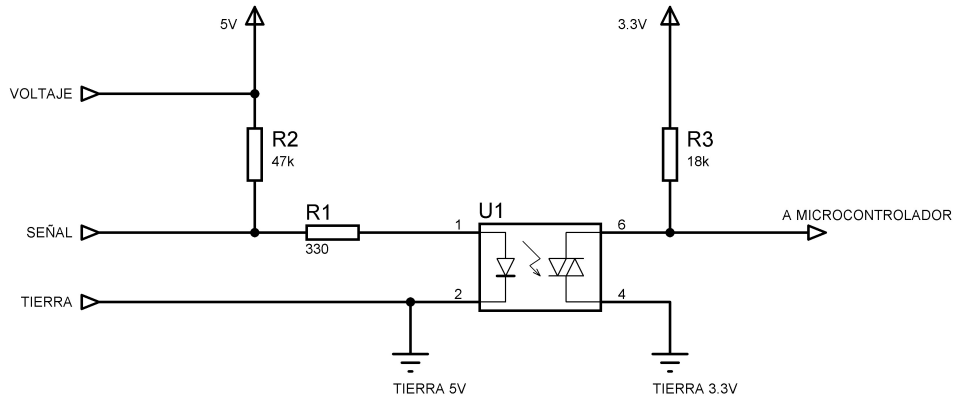 5V
3.3V
VOLTAJE
R2
47k
R3
18k
SEÑAL
R1
330
1
U1
6
A MICROCONTROLADOR
TIERRA
2
4
TIERRA 5V
TIERRA 3.3V